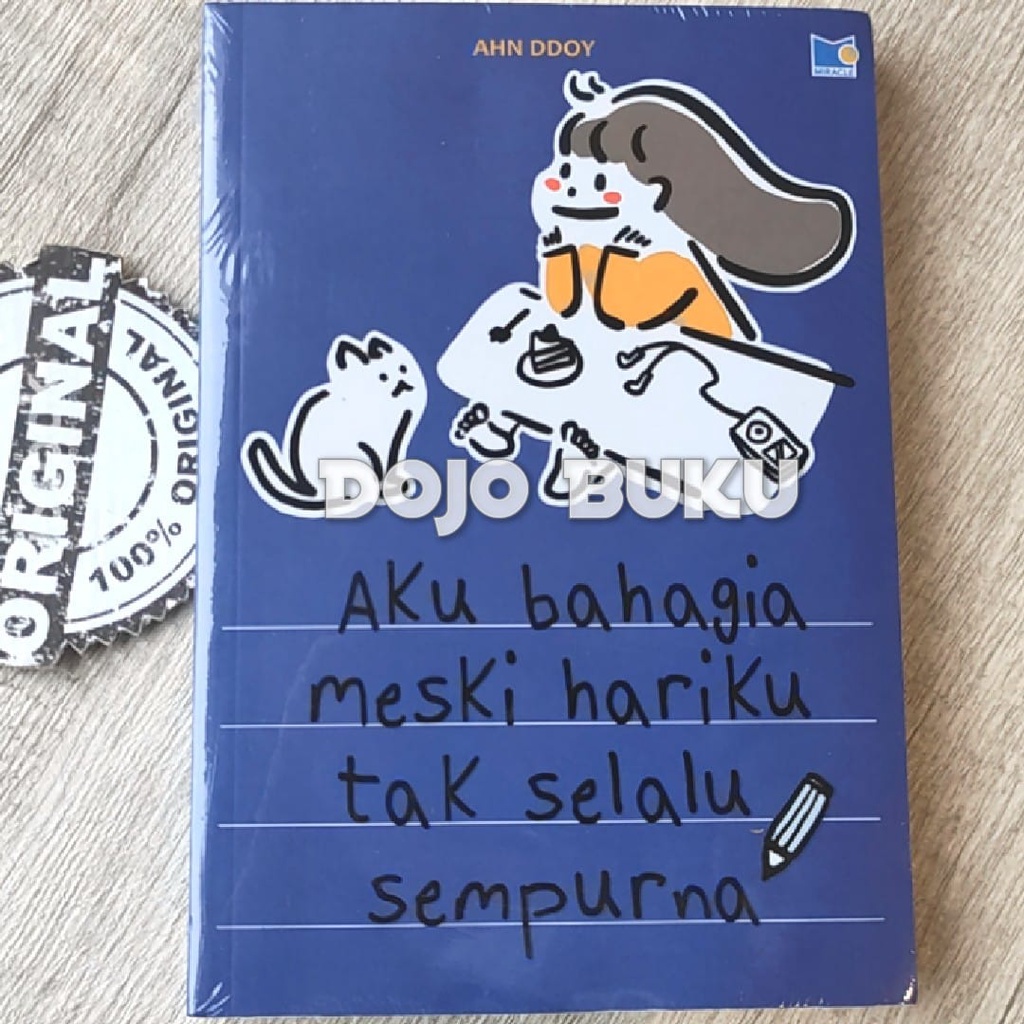 AHN DDOY
MIRACLE
ORIGINAL
ORIGINAL
100%
DOJO BUKU
AKu bahagia
mesKi hariKu
taK selalu
sempurna